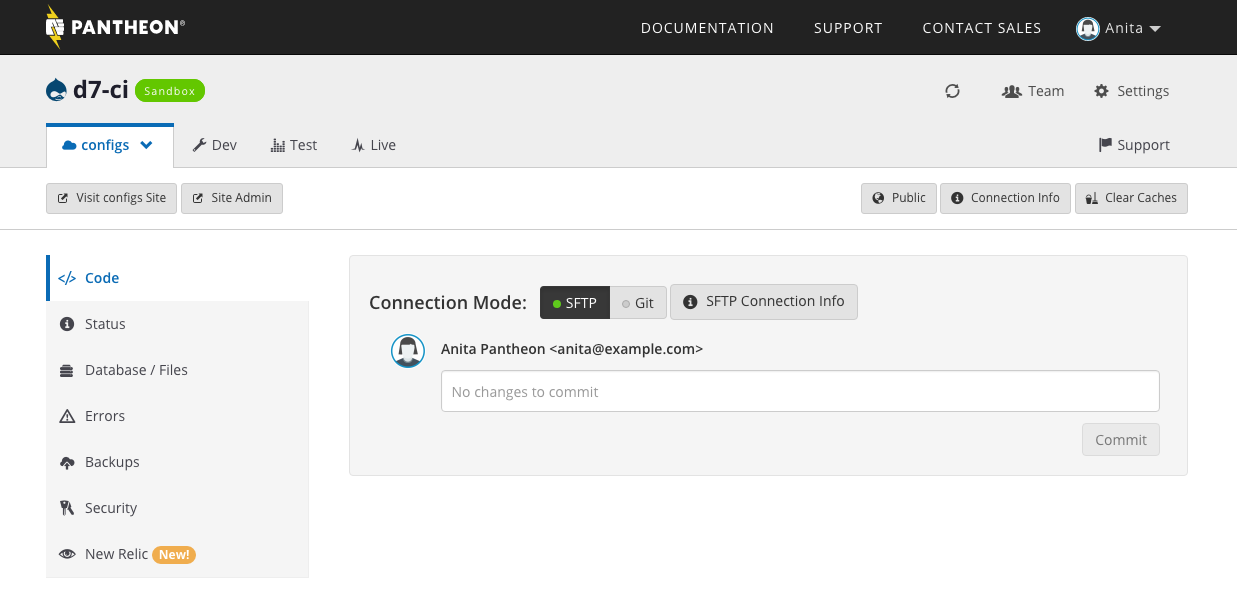 PANTHEON® DOCUMENTATION SUPPORT CONTACT SALES Anita
d7-ci Sandbox Team Settings
configs Dev Test Live Support
Visit configs Site Site Admin Public Connection Info Clear Caches
</> Code
Status
Database / Files
Errors
Backups
Security
New Relic New!
Connection Mode: SFTP Git SFTP Connection Info
Anita Pantheon <anita@example.com>
No changes to commit
Commit